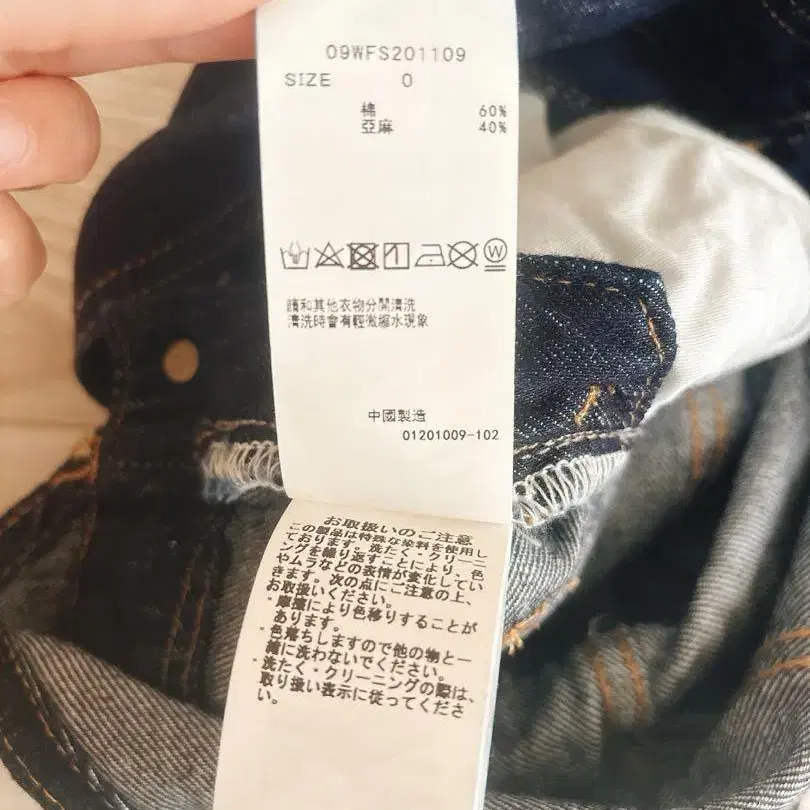 09WFS201109
SIZE 0
棉 60%
亞麻 40%
W
請和其他衣物分開清洗
清洗時會有輕微縮水現象
中國製造
01201009-102
お取扱いのご注意
この製品は特殊な染料を使用し
ております。洗たく・クリーニ
ングを繰り返すことにより、色
やムラなどの表情が変化してい
きます。次の点にご注意の上、
お取扱いください。
・摩擦により色移りすることが
あります。
・色落ちしますので他の物と一
緒に洗わないでください。
・洗たく・クリーニングの際は、
取り扱い表示に従ってくださ
い。